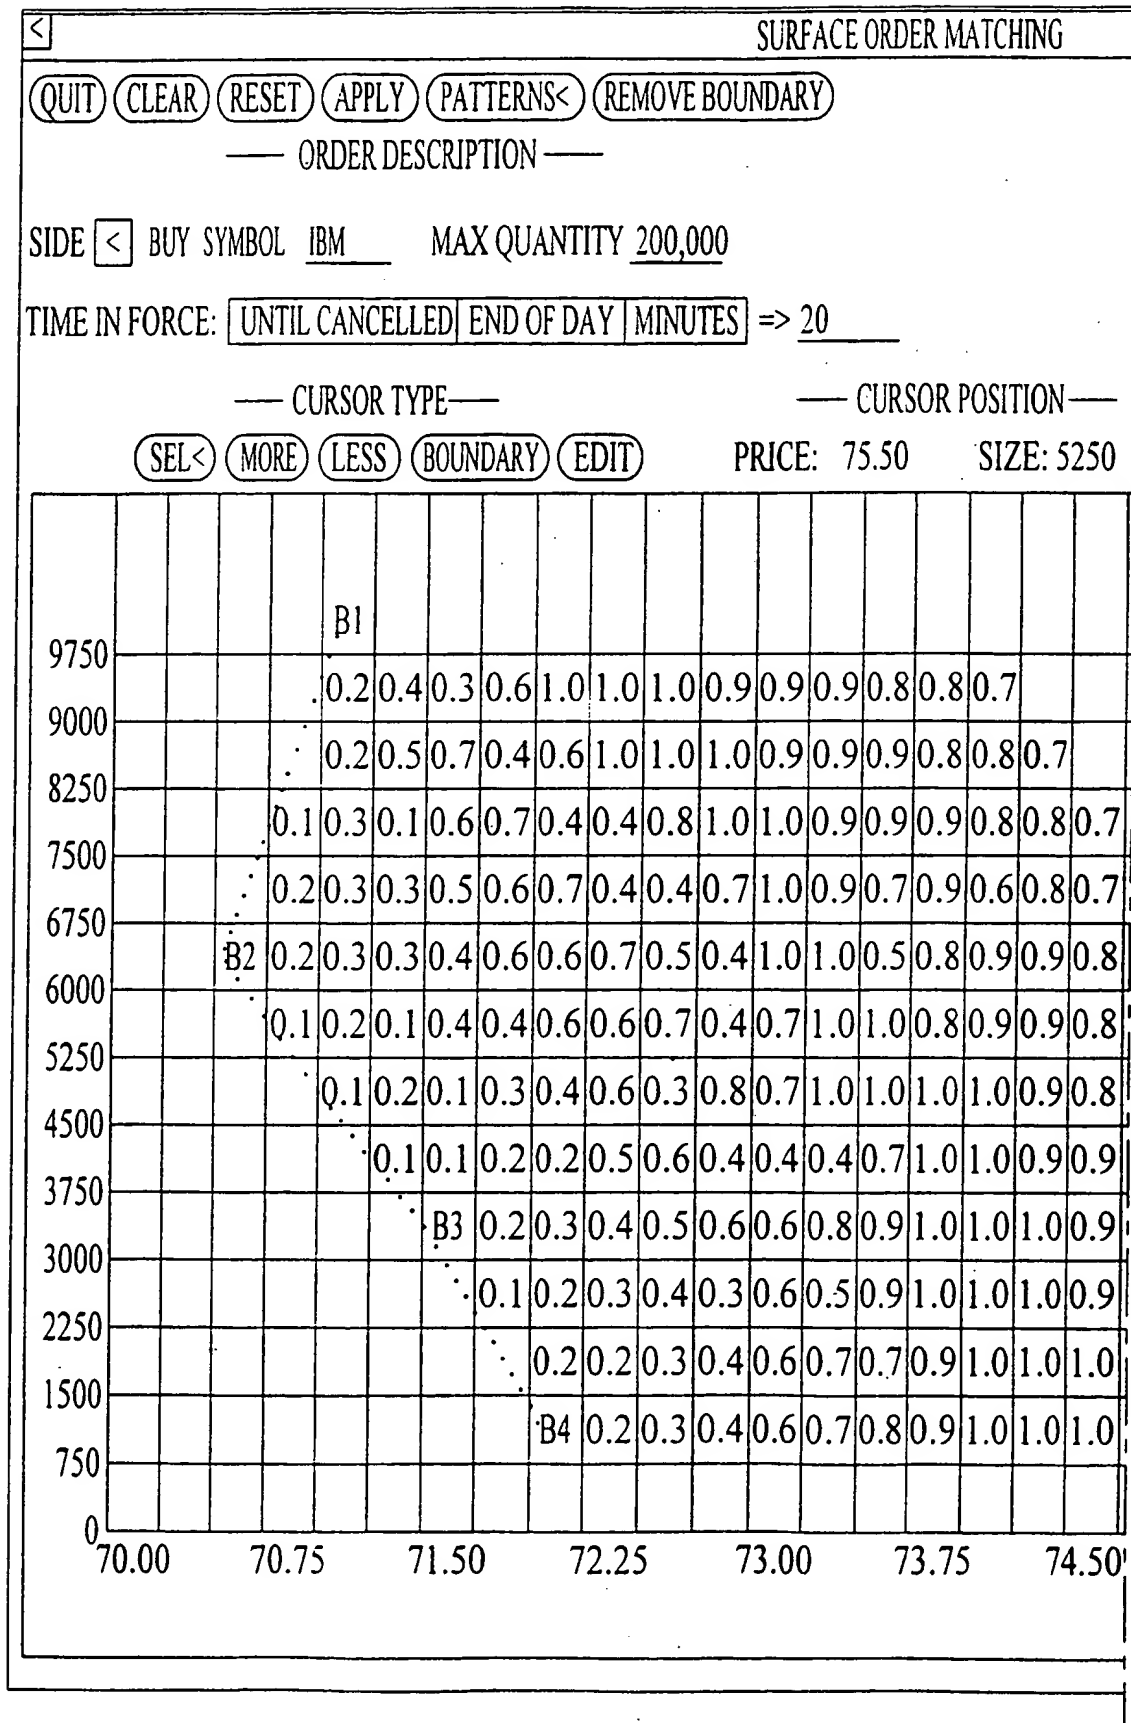 <
SURFACE ORDER MATCHING
QUIT CLEAR RESET APPLY PATTERNS< REMOVE BOUNDARY
ORDER DESCRIPTION
SIDE < BUY SYMBOL IBM MAX QUANTITY 200,000
TIME IN FORCE: UNTIL CANCELLED END OF DAY MINUTES => 20
CURSOR TYPE CURSOR POSITION
SEL< MORE LESS BOUNDARY EDIT PRICE: 75.50 SIZE: 5250
B1
9750
0.2 0.4 0.3 0.6 1.0 1.0 1.0 0.9 0.9 0.9 0.8 0.8 0.7
9000
0.2 0.5 0.7 0.4 0.6 1.0 1.0 1.0 0.9 0.9 0.9 0.8 0.8 0.7
8250
0.1 0.3 0.1 0.6 0.7 0.4 0.4 0.8 1.0 1.0 0.9 0.9 0.9 0.8 0.8 0.7
7500
0.2 0.3 0.3 0.5 0.6 0.7 0.4 0.4 0.7 1.0 0.9 0.7 0.9 0.6 0.8 0.7
6750
B2 0.2 0.3 0.3 0.4 0.6 0.6 0.7 0.5 0.4 1.0 1.0 0.5 0.8 0.9 0.9 0.8
6000
0.1 0.2 0.1 0.4 0.4 0.6 0.6 0.7 0.4 0.7 1.0 1.0 0.8 0.9 0.9 0.8
5250
0.1 0.2 0.1 0.3 0.4 0.6 0.3 0.8 0.7 1.0 1.0 1.0 1.0 0.9 0.8
4500
0.1 0.1 0.2 0.2 0.5 0.6 0.4 0.4 0.4 0.7 1.0 1.0 0.9 0.9
3750
B3 0.2 0.3 0.4 0.5 0.6 0.6 0.8 0.9 1.0 1.0 1.0 0.9
3000
0.1 0.2 0.3 0.4 0.3 0.6 0.5 0.9 1.0 1.0 1.0 0.9
2250
0.2 0.2 0.3 0.4 0.6 0.7 0.7 0.9 1.0 1.0 1.0
1500
B4 0.2 0.3 0.4 0.6 0.7 0.8 0.9 1.0 1.0 1.0
750
0
70.00 70.75 71.50 72.25 73.00 73.75 74.50